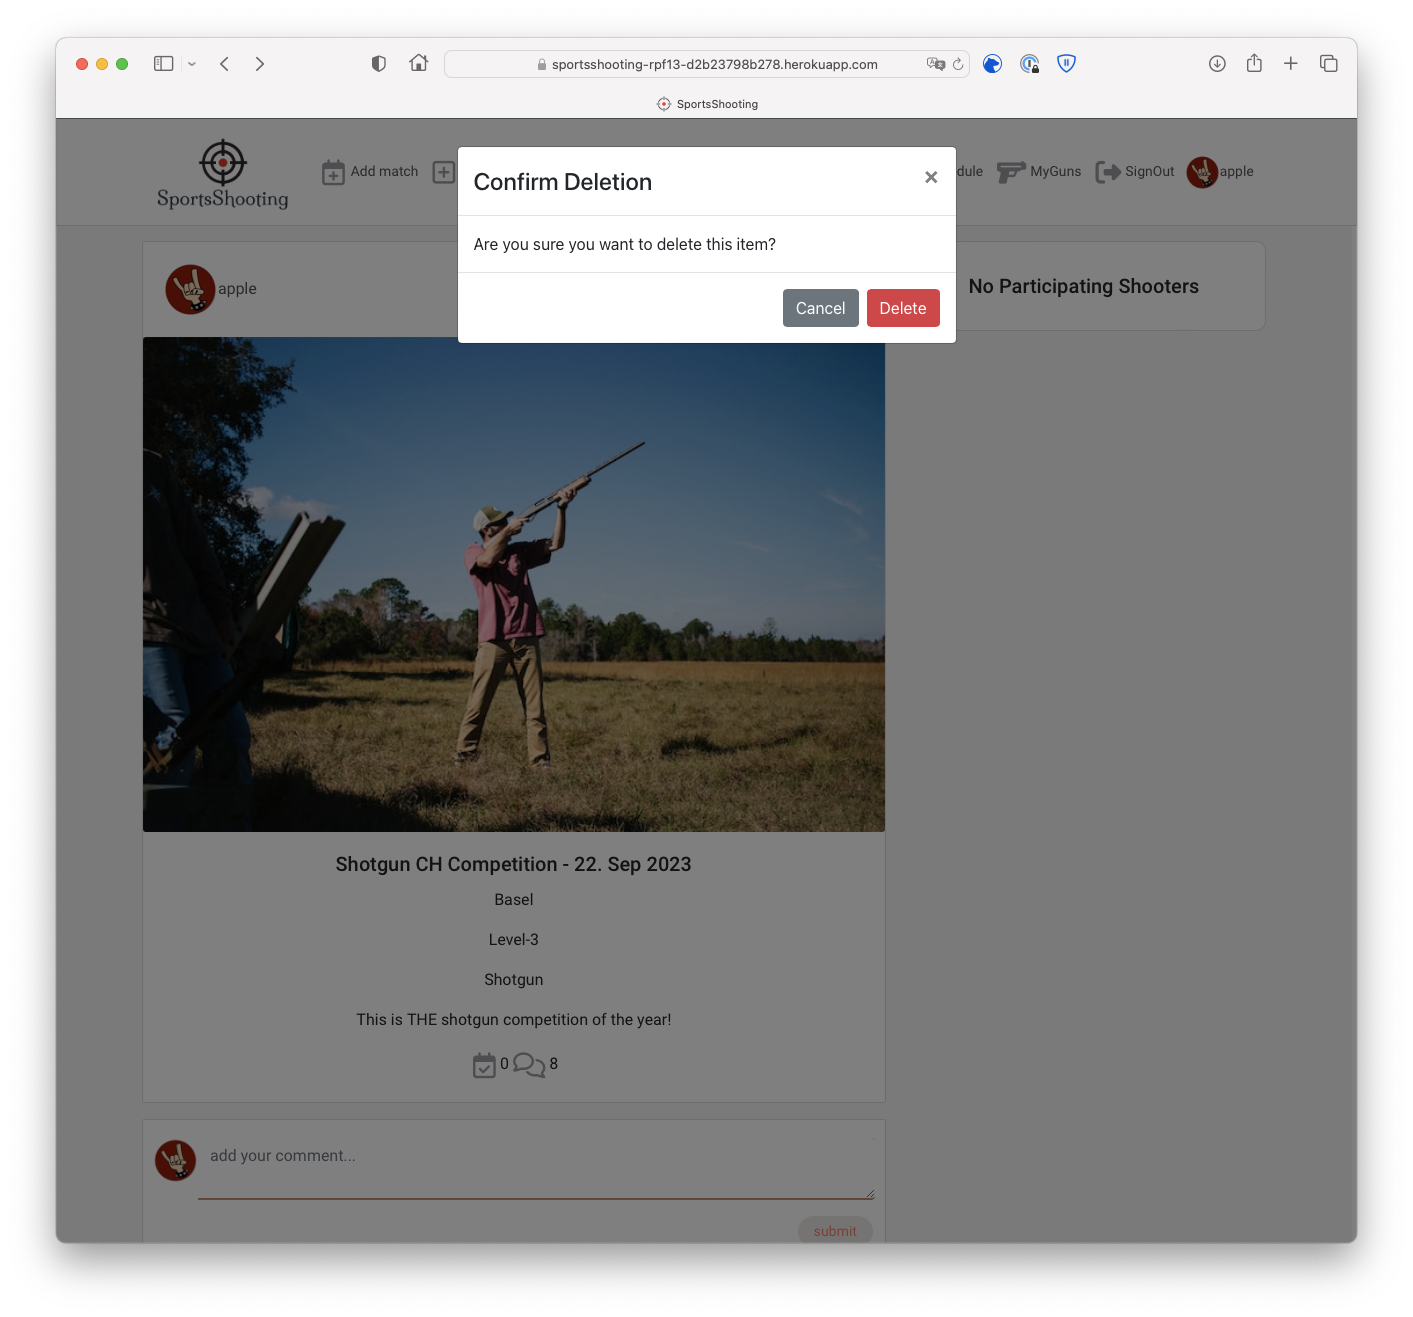 sportsshooting-rpf13-d2b23798b278.herokuapp.com
SportsShooting
SportsShooting
Add match
dule
MyGuns
SignOut
apple
Confirm Deletion
×
Are you sure you want to delete this item?
Cancel
Delete
apple
No Participating Shooters
Shotgun CH Competition - 22. Sep 2023
Basel
Level-3
Shotgun
This is THE shotgun competition of the year!
0 8
add your comment...
submit